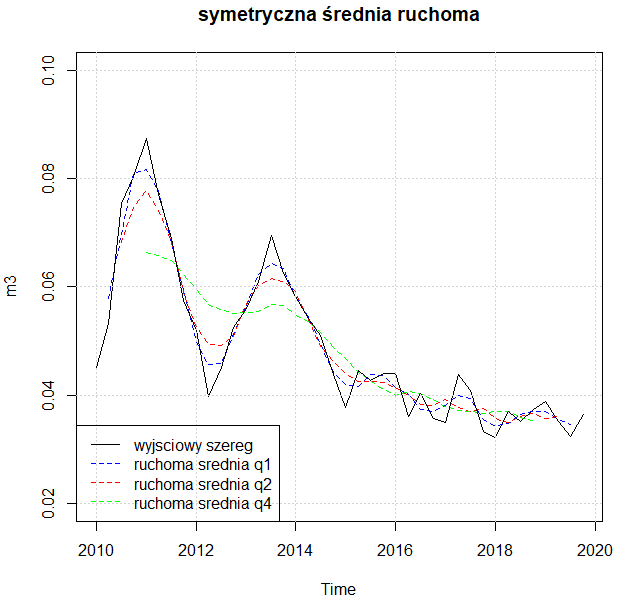 symetryczna średnia ruchoma
m3
0.10
0.08
0.06
0.04
0.02
wyjsciowy szereg
ruchoma srednia q1
ruchoma srednia q2
ruchoma srednia q4
2010 2012 2014 2016 2018 2020
Time